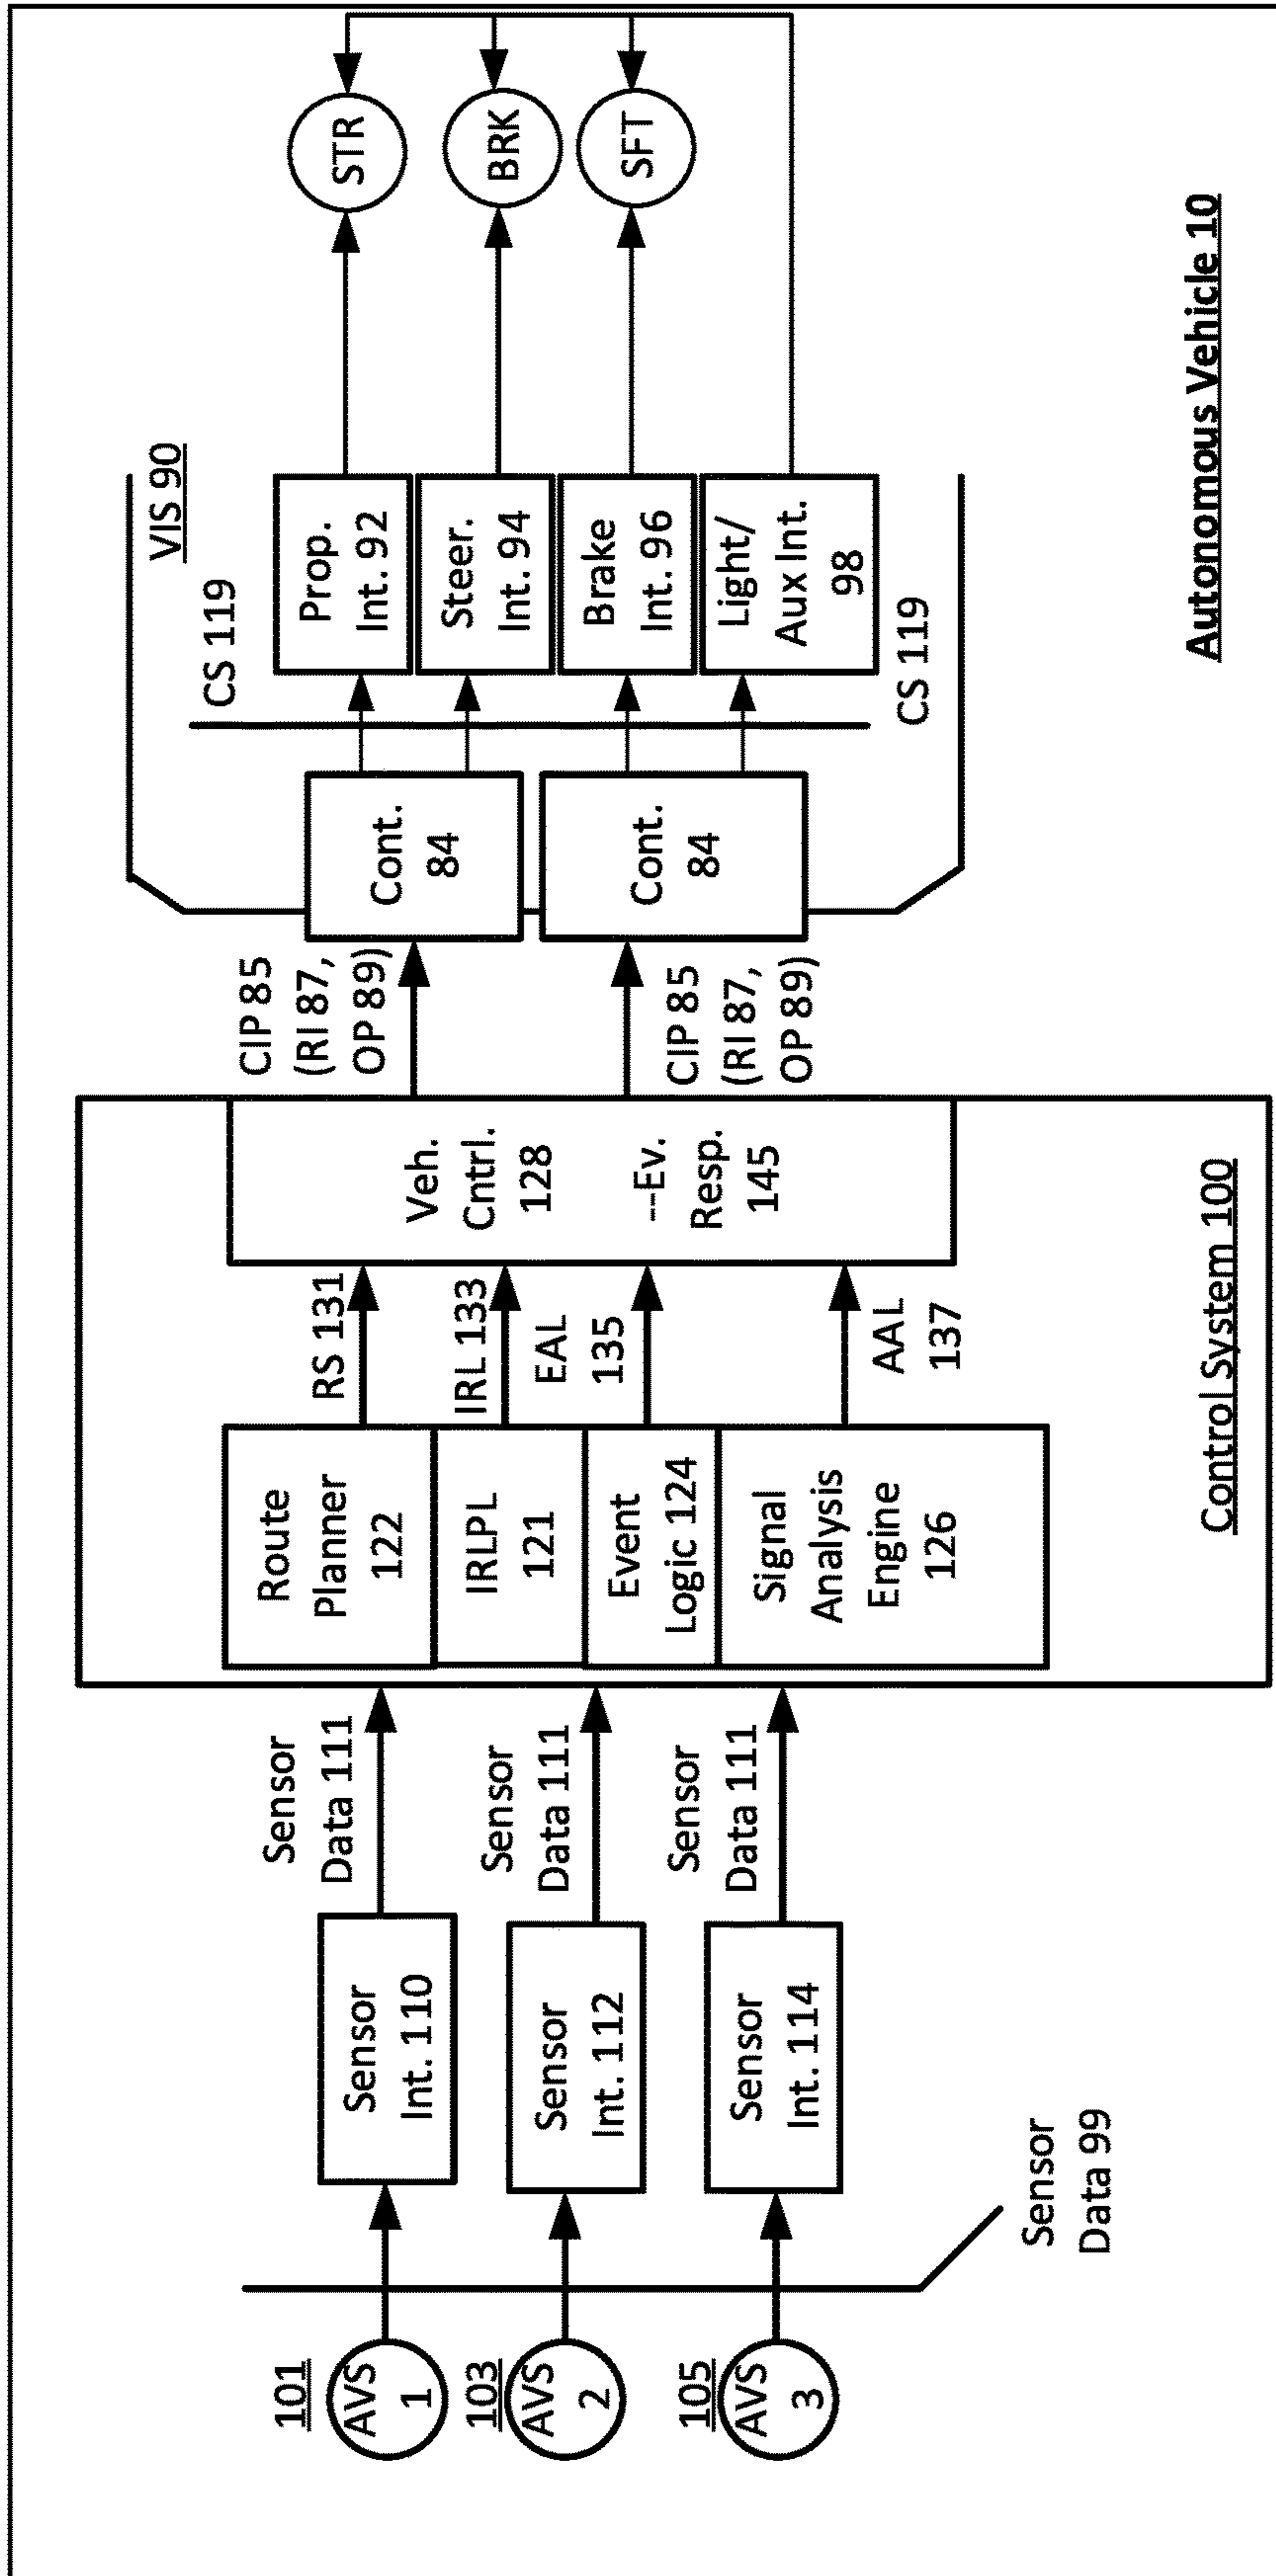 101
AVS
1
103
AVS
2
105
AVS
3
Sensor
Data 99
Sensor
Int. 110
Sensor
Int. 112
Sensor
Int. 114
Sensor
Data 111
Sensor
Data 111
Sensor
Data 111
Route
Planner
122
IRLPL
121
Event
Logic 124
Signal
Analysis
Engine
126
RS 131
IRL 133
EAL
135
AAL
137
Veh.
Cntrl.
128
--Ev.
Resp.
145
Control System 100
CIP 85
(RI 87,
OP 89)
CIP 85
(RI 87,
OP 89)
Cont.
84
Cont.
84
VIS 90
CS 119
Prop.
Int. 92
Steer.
Int. 94
Brake
Int. 96
Light/
Aux Int.
98
CS 119
STR
BRK
SFT
Autonomous Vehicle 10